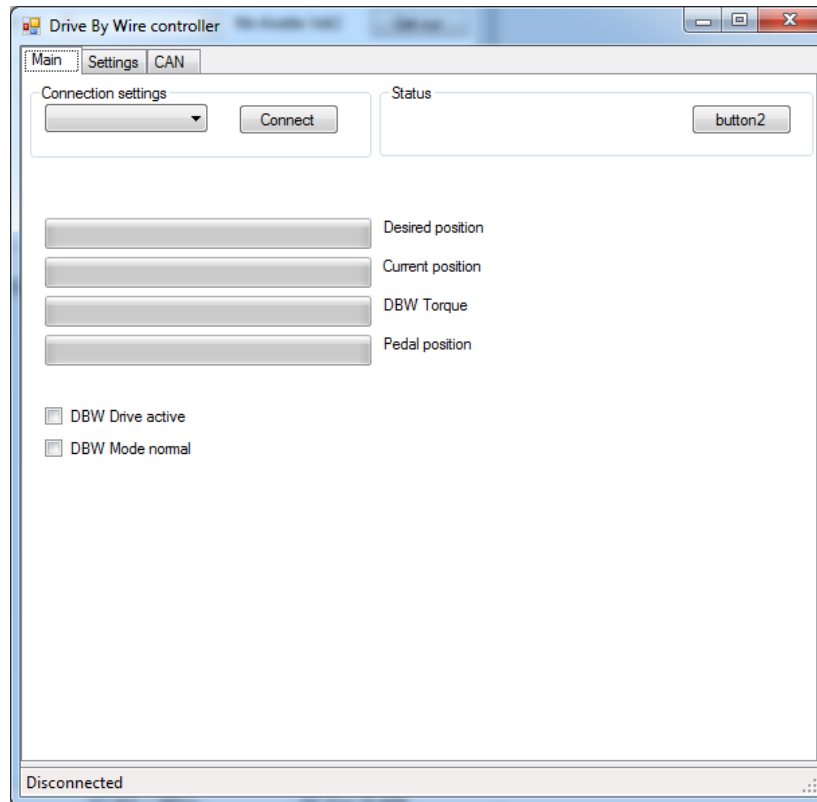 Drive By Wire controller
Main Settings CAN
Connection settings
Connect
Status
button2
Desired position
Current position
DBW Torque
Pedal position
DBW Drive active
DBW Mode normal
Disconnected